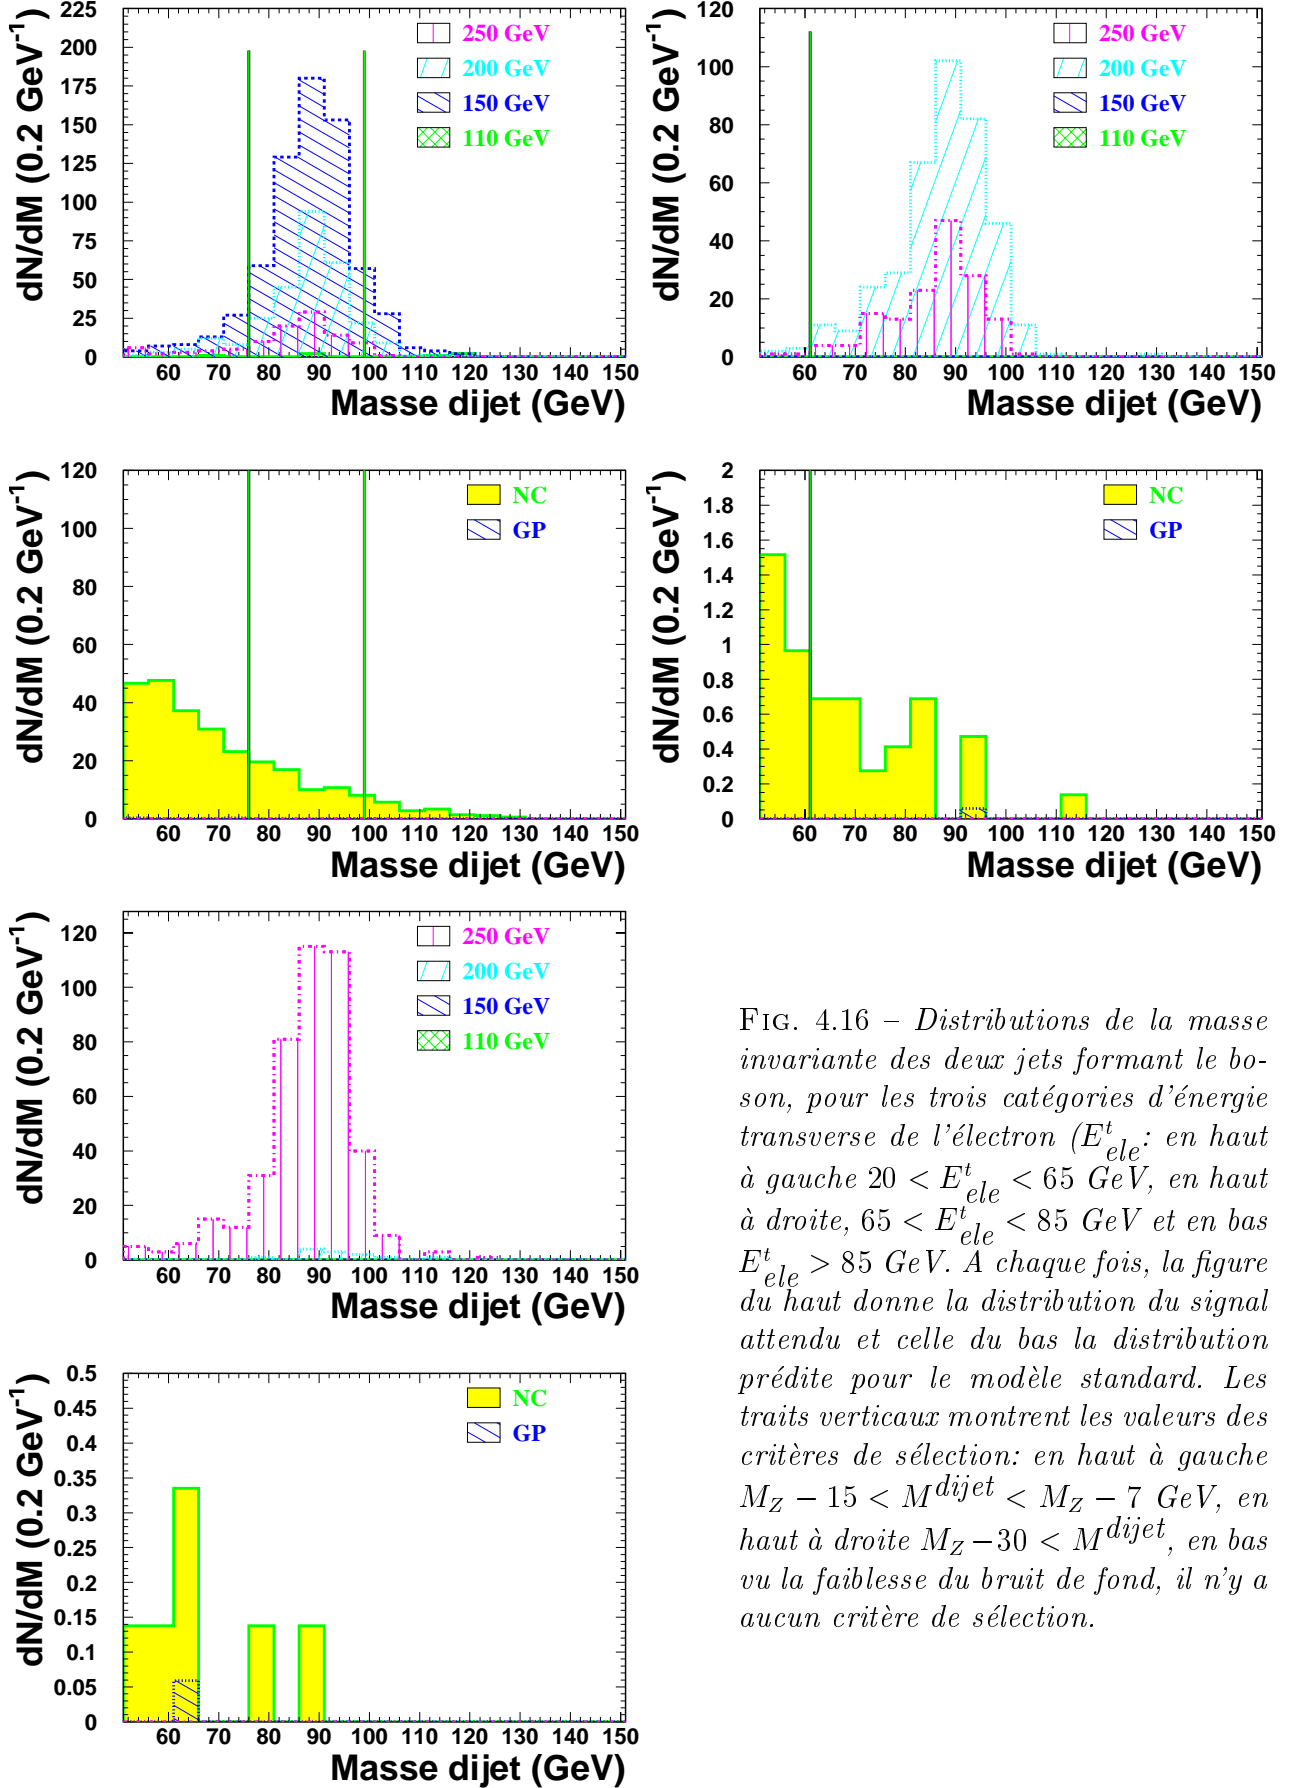 225
200
175
150
125
100
75
50
25
0
dN/dM (0.2 GeV⁻¹)
250 GeV
200 GeV
150 GeV
110 GeV
60 70 80 90 100 110 120 130 140 150
Masse dijet (GeV)
120
100
80
60
40
20
0
dN/dM (0.2 GeV⁻¹)
250 GeV
200 GeV
150 GeV
110 GeV
60 70 80 90 100 110 120 130 140 150
Masse dijet (GeV)
120
100
80
60
40
20
0
dN/dM (0.2 GeV⁻¹)
NC
GP
60 70 80 90 100 110 120 130 140 150
Masse dijet (GeV)
2
1.8
1.6
1.4
1.2
1
0.8
0.6
0.4
0.2
0
dN/dM (0.2 GeV⁻¹)
NC
GP
60 70 80 90 100 110 120 130 140 150
Masse dijet (GeV)
120
100
80
60
40
20
0
dN/dM (0.2 GeV⁻¹)
250 GeV
200 GeV
150 GeV
110 GeV
60 70 80 90 100 110 120 130 140 150
Masse dijet (GeV)
0.5
0.45
0.4
0.35
0.3
0.25
0.2
0.15
0.1
0.05
0
dN/dM (0.2 GeV⁻¹)
NC
GP
60 70 80 90 100 110 120 130 140 150
Masse dijet (GeV)
FIG. 4.16 – Distributions de la masse
invariante des deux jets formant le bo-
son, pour les trois catégories d'énergie
transverse de l'électron (E^t_ele: en haut
à gauche 20 < E^t_ele < 65 GeV, en haut
à droite, 65 < E^t_ele < 85 GeV et en bas
E^t_ele > 85 GeV. A chaque fois, la figure
du haut donne la distribution du signal
attendu et celle du bas la distribution
prédite pour le modèle standard. Les
traits verticaux montrent les valeurs des
critères de sélection: en haut à gauche
M_Z − 15 < M^dijet < M_Z − 7 GeV, en
haut à droite M_Z − 30 < M^dijet, en bas
vu la faiblesse du bruit de fond, il n'y a
aucun critère de sélection.